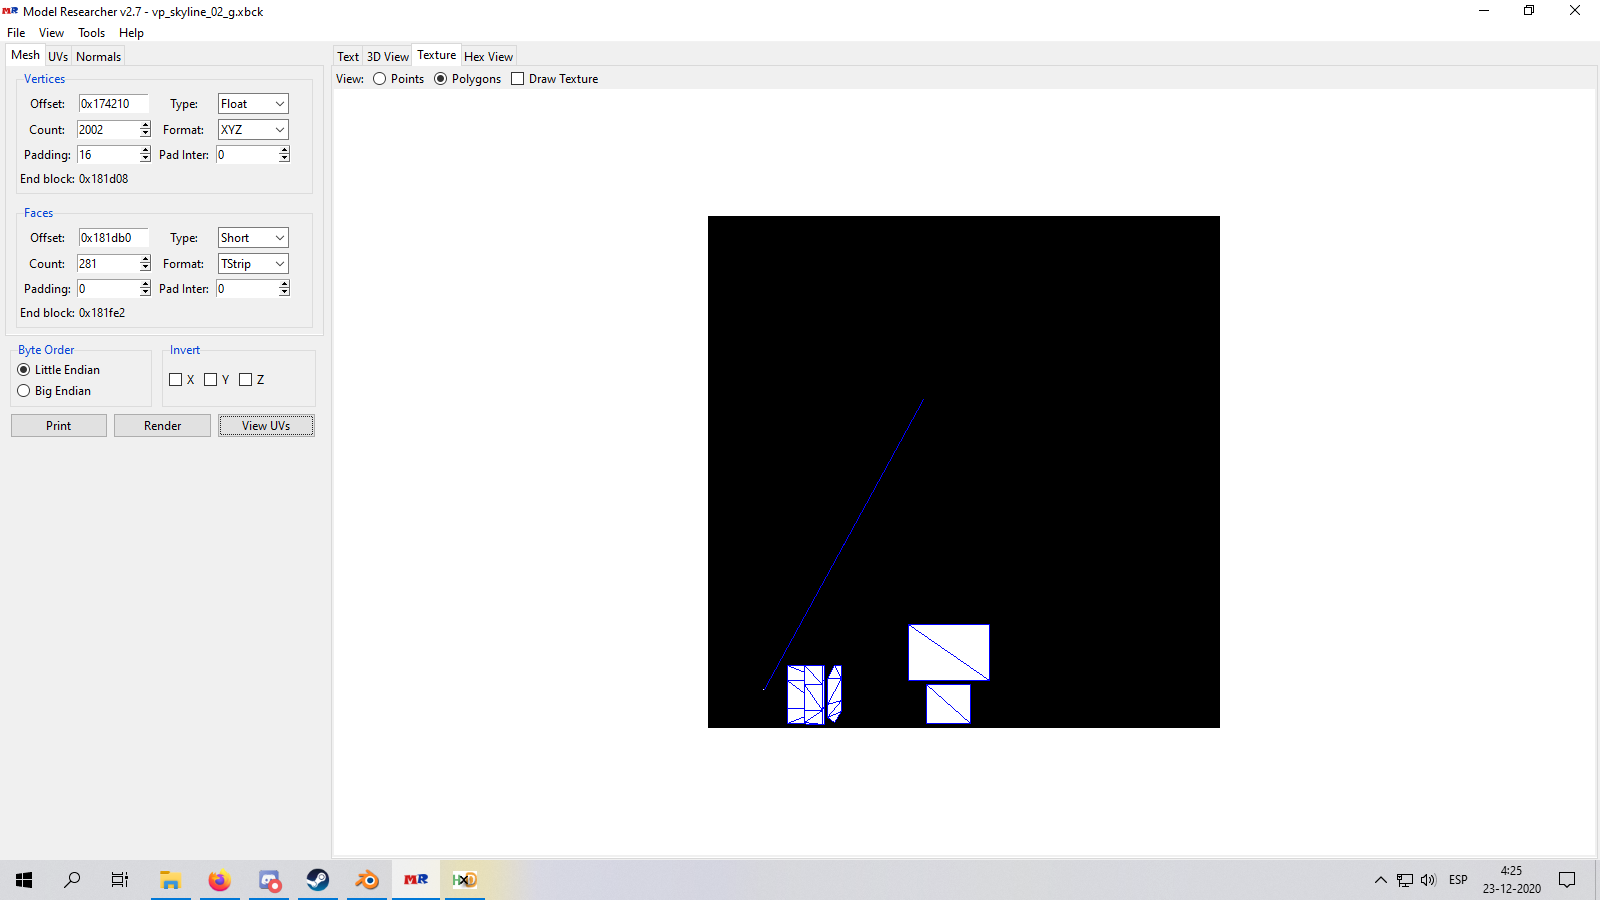 MR Model Researcher v2.7 - vp_skyline_02_g.xbck
File View Tools Help
Mesh UVs Normals
Vertices
Offset: 0x174210 Type: Float
Count: 2002 Format: XYZ
Padding: 16 Pad Inter: 0
End block: 0x181d08
Faces
Offset: 0x181db0 Type: Short
Count: 281 Format: TStrip
Padding: 0 Pad Inter: 0
End block: 0x181fe2
Byte Order
Little Endian
Big Endian
Invert
X Y Z
Print Render View UVs
Text 3D View Texture Hex View
View: Points Polygons Draw Texture
MR
HXD
ESP
4:25
23-12-2020